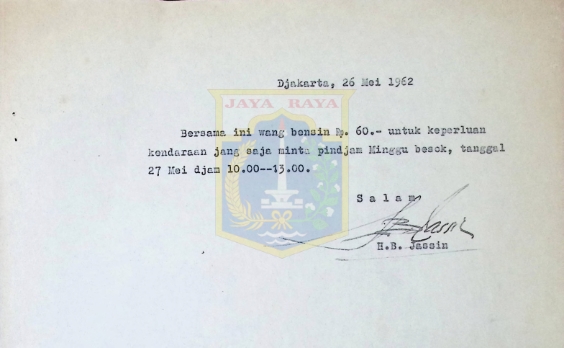 Djakarta, 26 Mei 1962
JAYA RAYA
Bersama ini wang bensin Rp. 60.- untuk keperluan
kendaraan jang saja minta pindjam Minggu besok, tanggal
27 Mei djam 10.00--13.00.
S a l a m
H.B. Jassin
H.B. Jassin